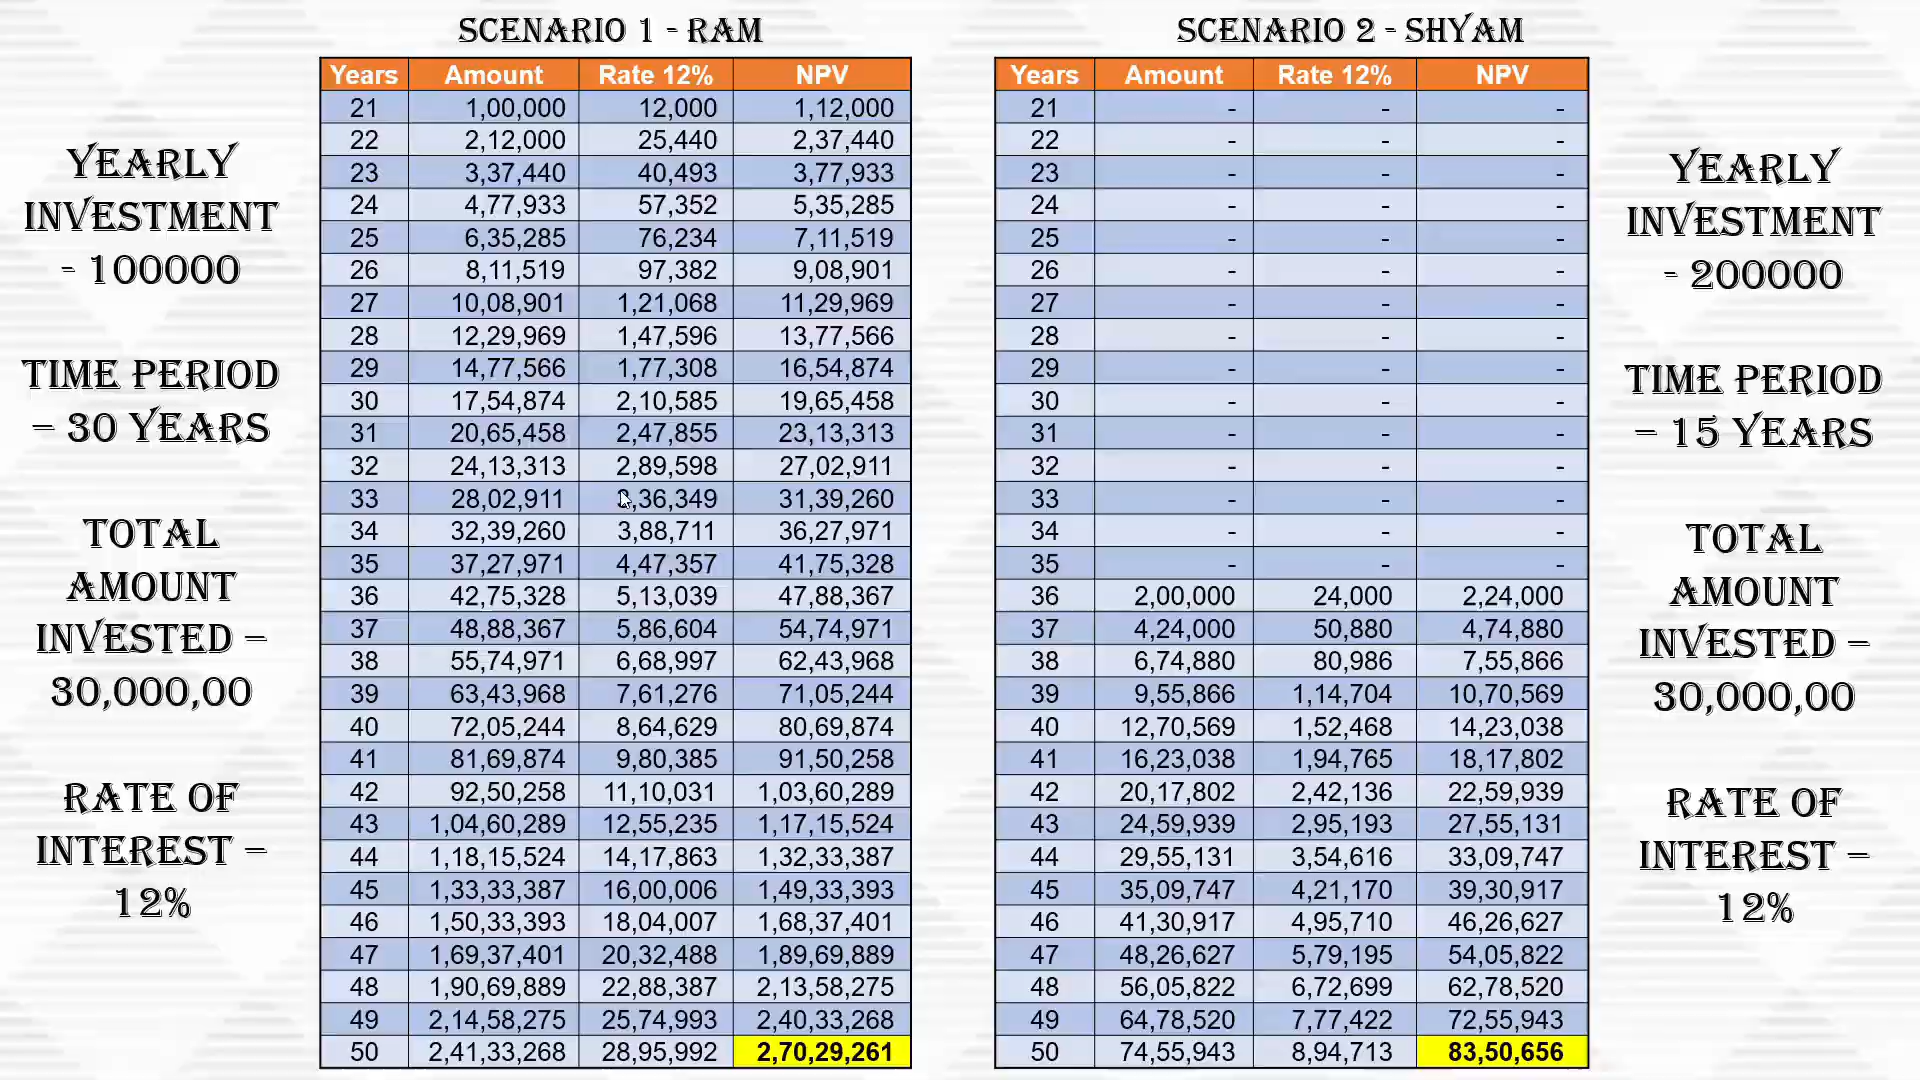 SCENARIO 1 - RAM
SCENARIO 2 - SHYAM
YEARLY
INVESTMENT
- 100000
TIME PERIOD
– 30 YEARS
TOTAL
AMOUNT
INVESTED –
30,000,00
RATE OF
INTEREST –
12%
Years Amount Rate 12% NPV
21 1,00,000 12,000 1,12,000
22 2,12,000 25,440 2,37,440
23 3,37,440 40,493 3,77,933
24 4,77,933 57,352 5,35,285
25 6,35,285 76,234 7,11,519
26 8,11,519 97,382 9,08,901
27 10,08,901 1,21,068 11,29,969
28 12,29,969 1,47,596 13,77,566
29 14,77,566 1,77,308 16,54,874
30 17,54,874 2,10,585 19,65,458
31 20,65,458 2,47,855 23,13,313
32 24,13,313 2,89,598 27,02,911
33 28,02,911 3,36,349 31,39,260
34 32,39,260 3,88,711 36,27,971
35 37,27,971 4,47,357 41,75,328
36 42,75,328 5,13,039 47,88,367
37 48,88,367 5,86,604 54,74,971
38 55,74,971 6,68,997 62,43,968
39 63,43,968 7,61,276 71,05,244
40 72,05,244 8,64,629 80,69,874
41 81,69,874 9,80,385 91,50,258
42 92,50,258 11,10,031 1,03,60,289
43 1,04,60,289 12,55,235 1,17,15,524
44 1,18,15,524 14,17,863 1,32,33,387
45 1,33,33,387 16,00,006 1,49,33,393
46 1,50,33,393 18,04,007 1,68,37,401
47 1,69,37,401 20,32,488 1,89,69,889
48 1,90,69,889 22,88,387 2,13,58,275
49 2,14,58,275 25,74,993 2,40,33,268
50 2,41,33,268 28,95,992 2,70,29,261
Years Amount Rate 12% NPV
21 - - -
22 - - -
23 - - -
24 - - -
25 - - -
26 - - -
27 - - -
28 - - -
29 - - -
30 - - -
31 - - -
32 - - -
33 - - -
34 - - -
35 - - -
36 2,00,000 24,000 2,24,000
37 4,24,000 50,880 4,74,880
38 6,74,880 80,986 7,55,866
39 9,55,866 1,14,704 10,70,569
40 12,70,569 1,52,468 14,23,038
41 16,23,038 1,94,765 18,17,802
42 20,17,802 2,42,136 22,59,939
43 24,59,939 2,95,193 27,55,131
44 29,55,131 3,54,616 33,09,747
45 35,09,747 4,21,170 39,30,917
46 41,30,917 4,95,710 46,26,627
47 48,26,627 5,79,195 54,05,822
48 56,05,822 6,72,699 62,78,520
49 64,78,520 7,77,422 72,55,943
50 74,55,943 8,94,713 83,50,656
YEARLY
INVESTMENT
- 200000
TIME PERIOD
– 15 YEARS
TOTAL
AMOUNT
INVESTED –
30,000,00
RATE OF
INTEREST –
12%